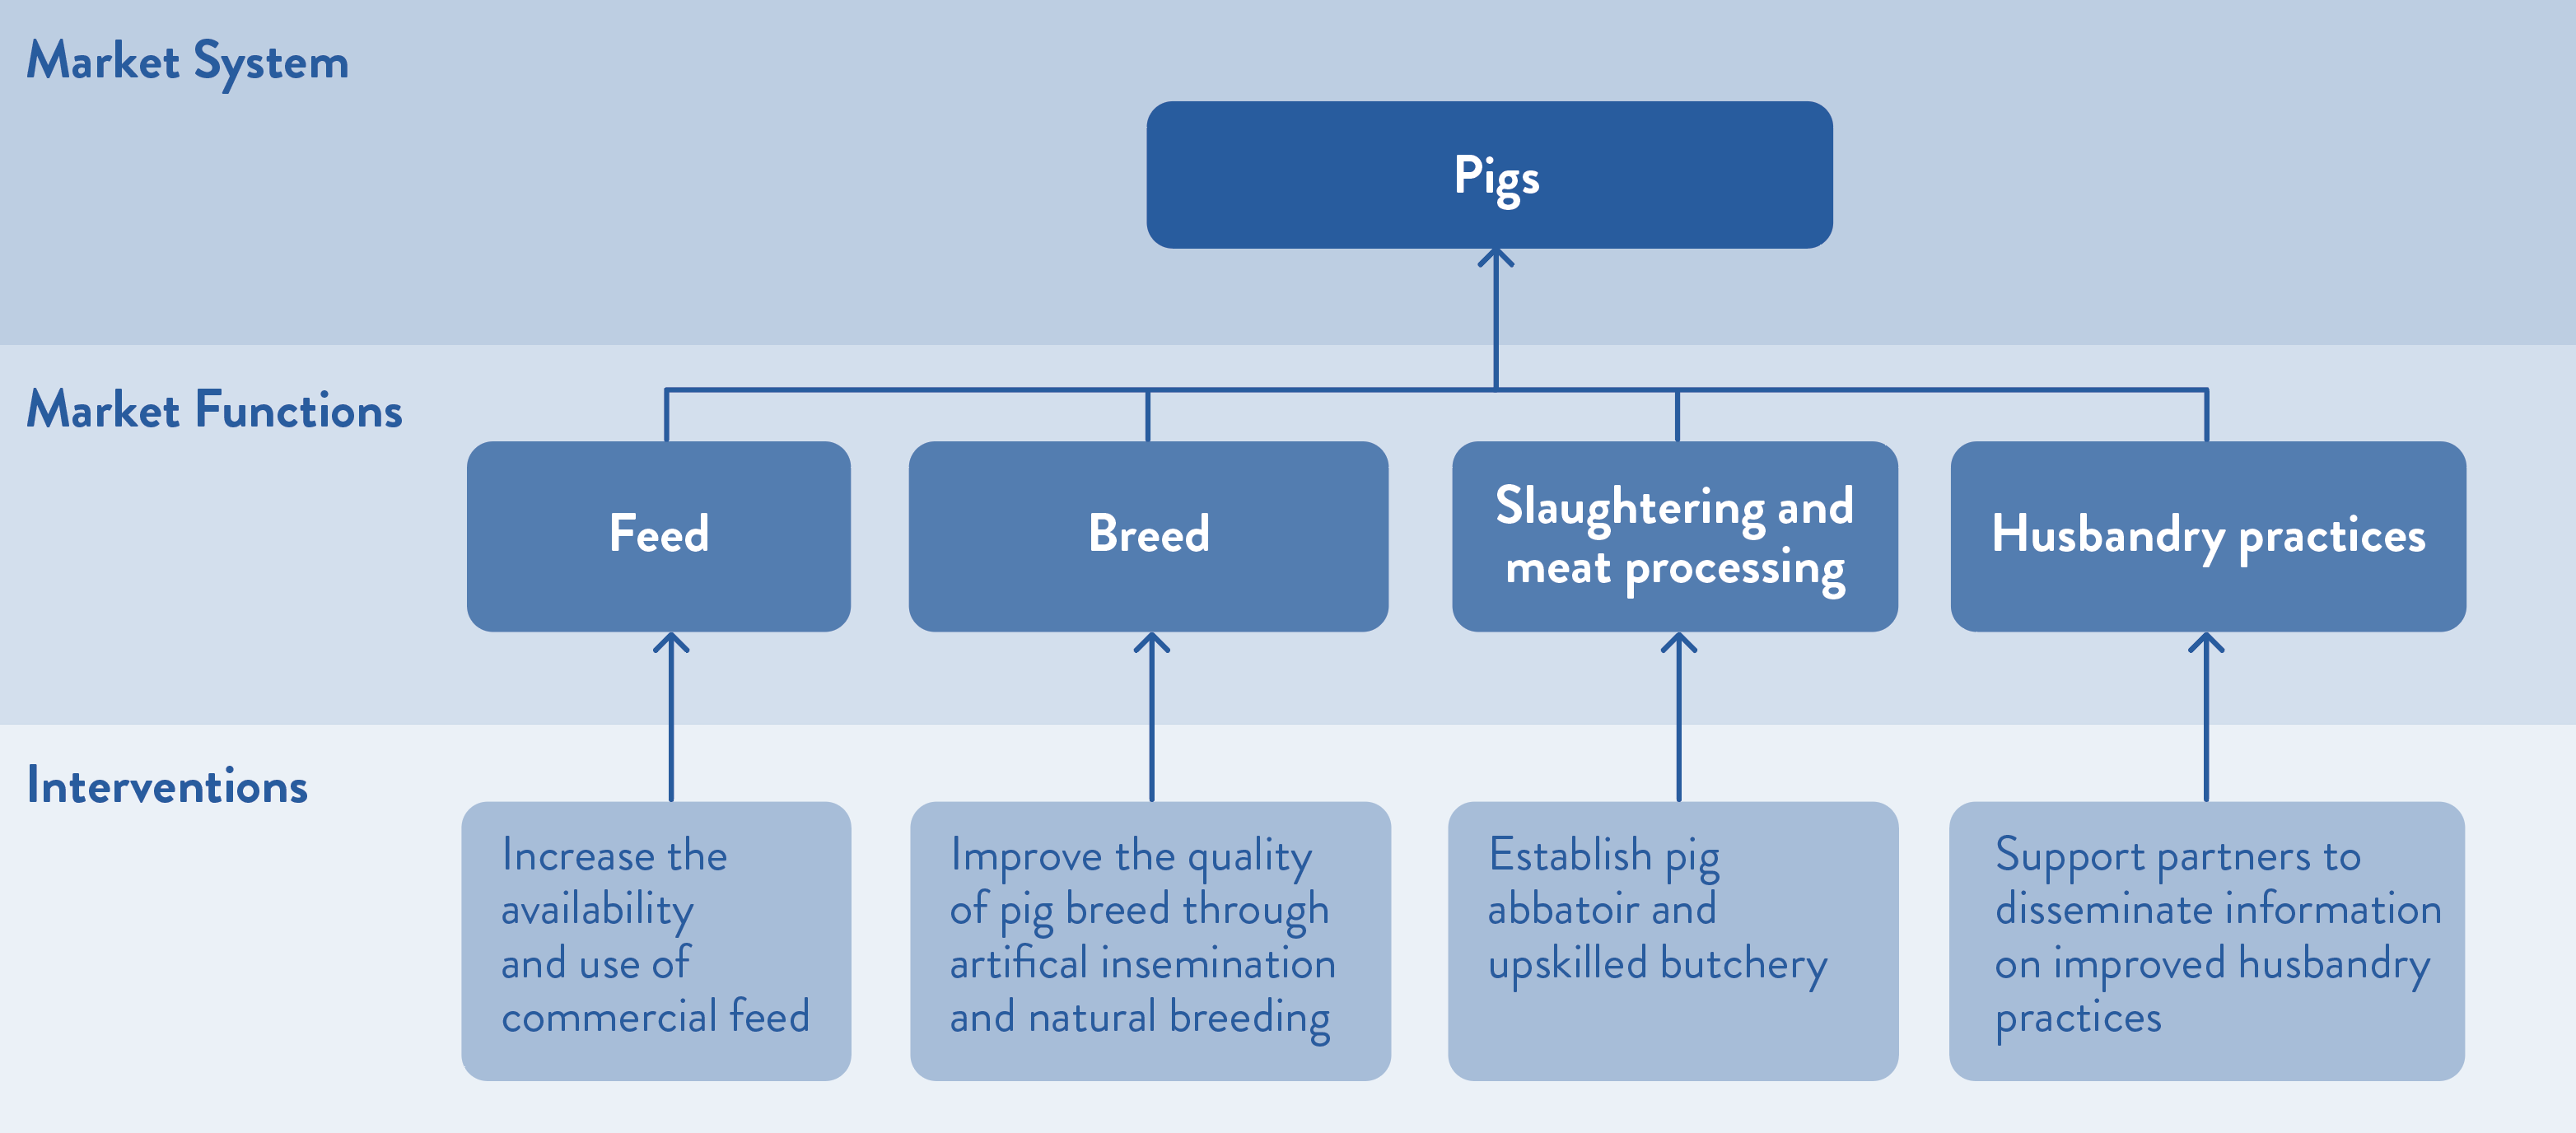 Market System
Pigs
Market Functions
Feed
Breed
Slaughtering and
meat processing
Husbandry practices
Interventions
Increase the
availability
and use of
commercial feed
Improve the quality
of pig breed through
artifical insemination
and natural breeding
Establish pig
abbatoir and
upskilled butchery
Support partners to
disseminate information
on improved husbandry
practices